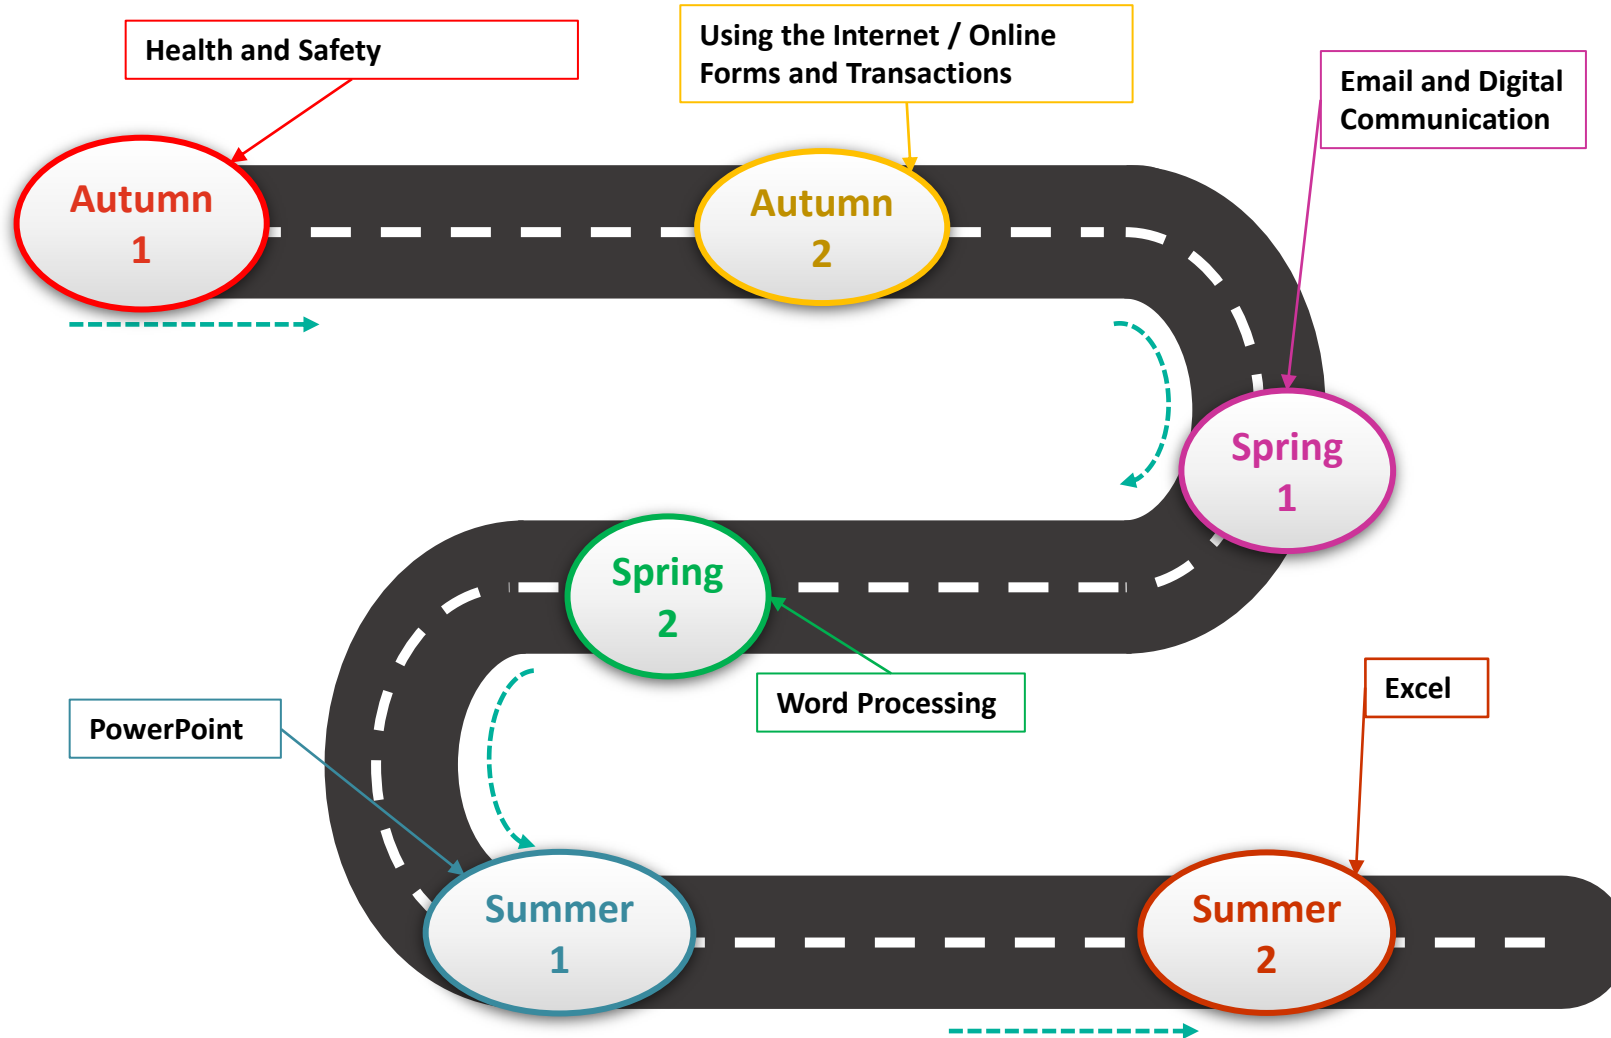 Health and Safety
Using the Internet / Online
Forms and Transactions
Email and Digital
Communication
Autumn
1
Autumn
2
Spring
1
Spring
2
Word Processing
Excel
PowerPoint
Summer
1
Summer
2